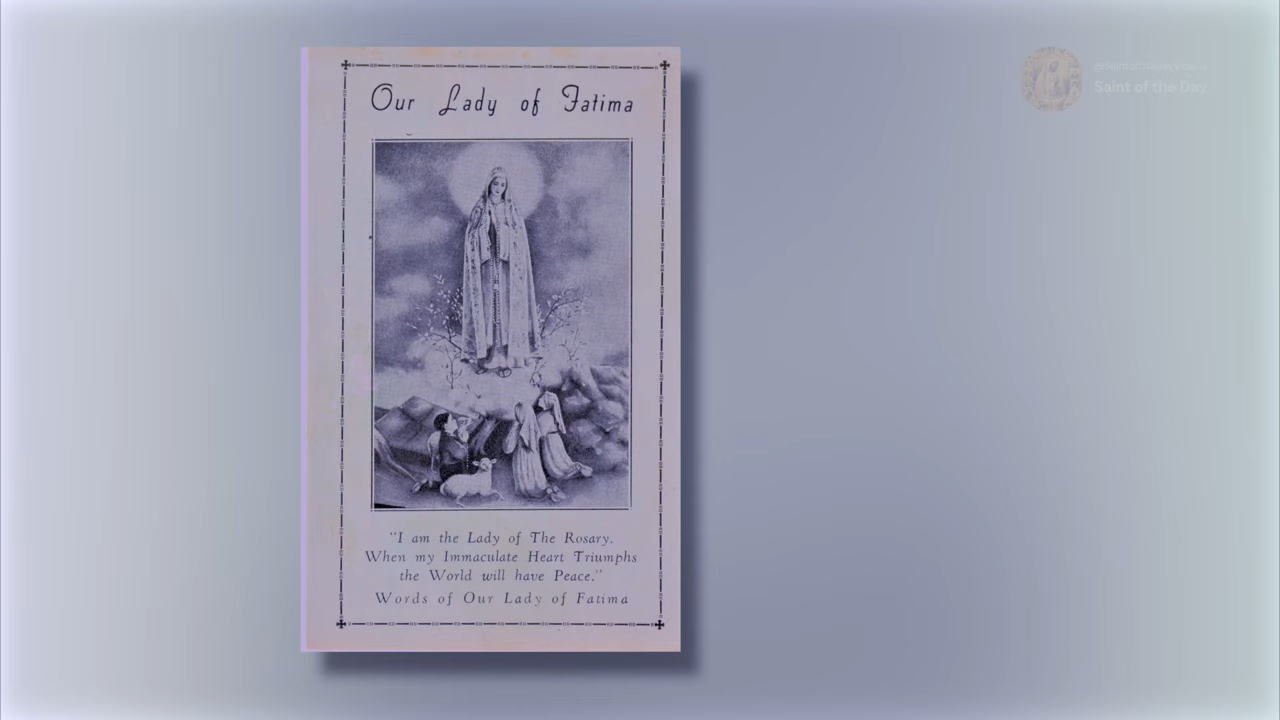 Our Lady of Fatima
"I am the Lady of The Rosary.
When my Immaculate Heart Triumphs
the World will have Peace."
Words of Our Lady of Fatima
Saint of the Day